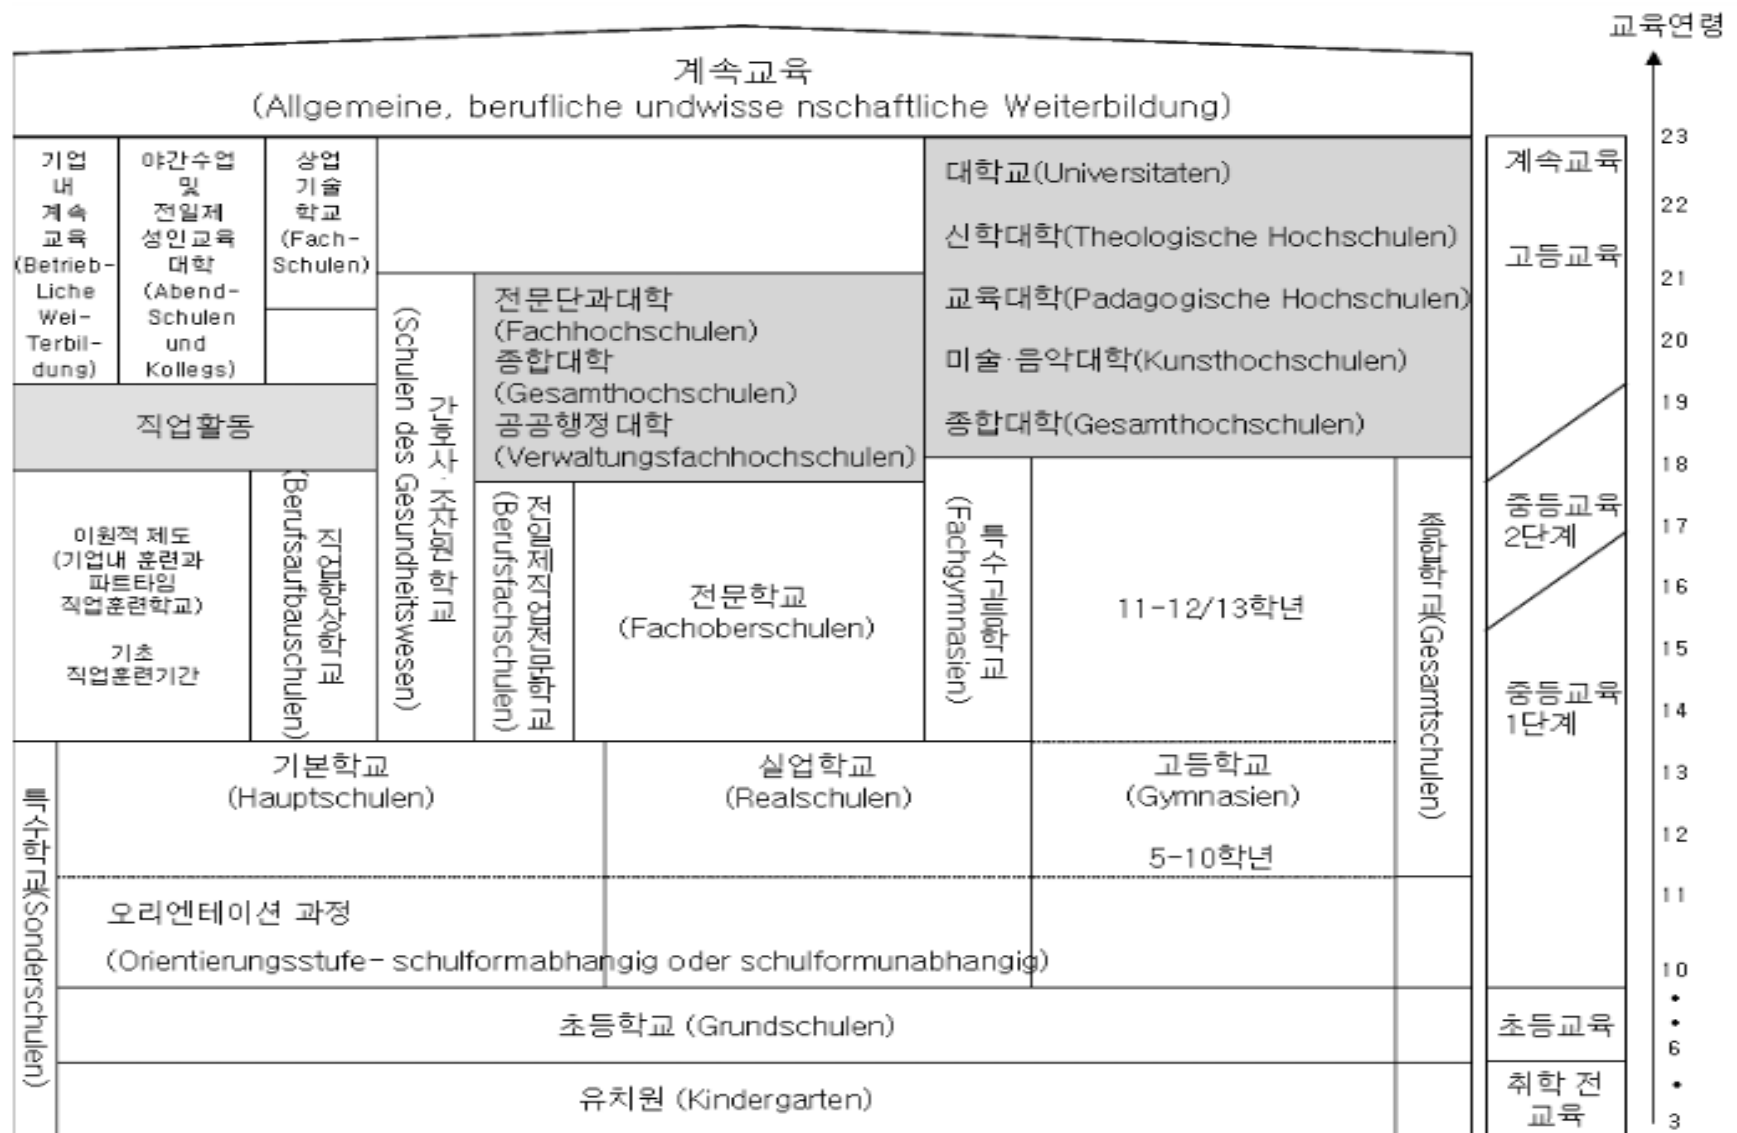 교육연령
계속교육
(Allgemeine, berufliche undwisse nschaftliche Weiterbildung)
기업
내
계속
교육
(Betrieb-
Liche
Wei-
Terbil-
dung)
야간수업
및
전일제
성인교육
대학
(Abend-
Schulen
und
Kollegs)
상업
기술
학교
(Fach-
Schulen)
대학교(Universitaten)
신학대학(Theologische Hochschulen)
교육대학(Padagogische Hochschulen)
미술·음악대학(Kunsthochschulen)
종합대학(Gesamthochschulen)
전문단과대학
(Fachhochschulen)
종합대학
(Gesamthochschulen)
공공행정대학
(Verwaltungsfachhochschulen)
직업활동
간호사·조산원 학교
(Schulen des Gesundheitswesen)
이원적 제도
(기업내 훈련과
파트타임
직업훈련학교)
기초
직업훈련기간
직업향상학교
(Berufsaufbauschulen)
전일제직업전문학교
(Berufsfachschulen)
전문학교
(Fachoberschulen)
특수고등학교
(Fachgymnasien)
11-12/13학년
종합학교(Gesamtschulen)
기본학교
(Hauptschulen)
실업학교
(Realschulen)
고등학교
(Gymnasien)
5-10학년
특수학교(Sonderschulen)
오리엔테이션 과정
(Orientierungsstufe- schulformabhangig oder schulformunabhangig)
초등학교 (Grundschulen)
유치원 (Kindergarten)
계속교육
고등교육
중등교육
2단계
중등교육
1단계
초등교육
취학 전
교육
23
22
21
20
19
18
17
16
15
14
13
12
11
10
6
3